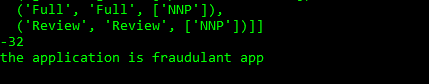 ('Full', 'Full', ['NNP']),
('Review', 'Review', ['NNP'])]]
-32
the application is fraudulant app